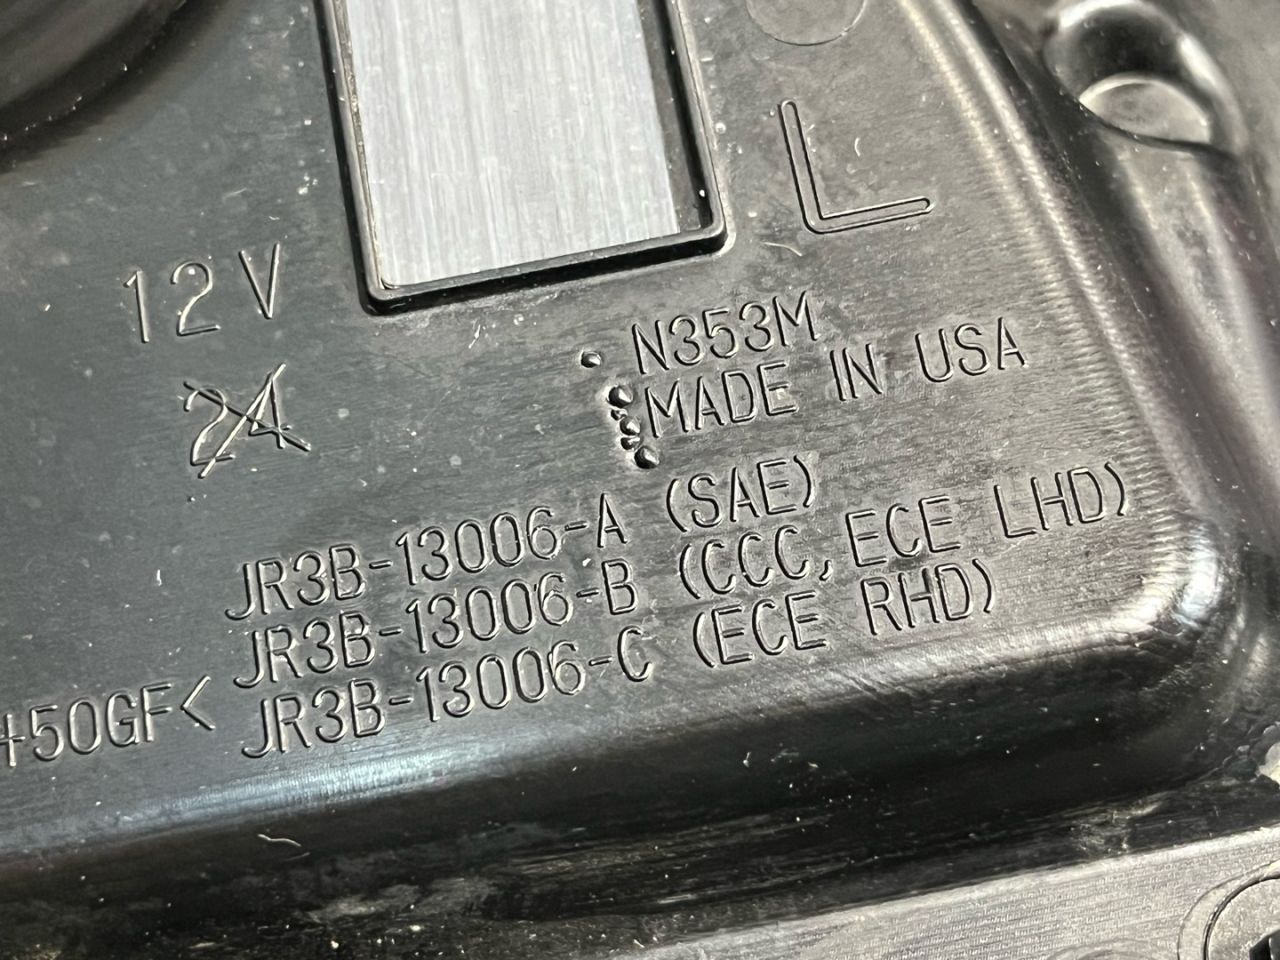 L
12V
24
N353M
MADE IN USA
JR3B-13006-A (SAE)
JR3B-13006-B (CCC, ECE LHD)
+50GF< JR3B-13006-C (ECE RHD)